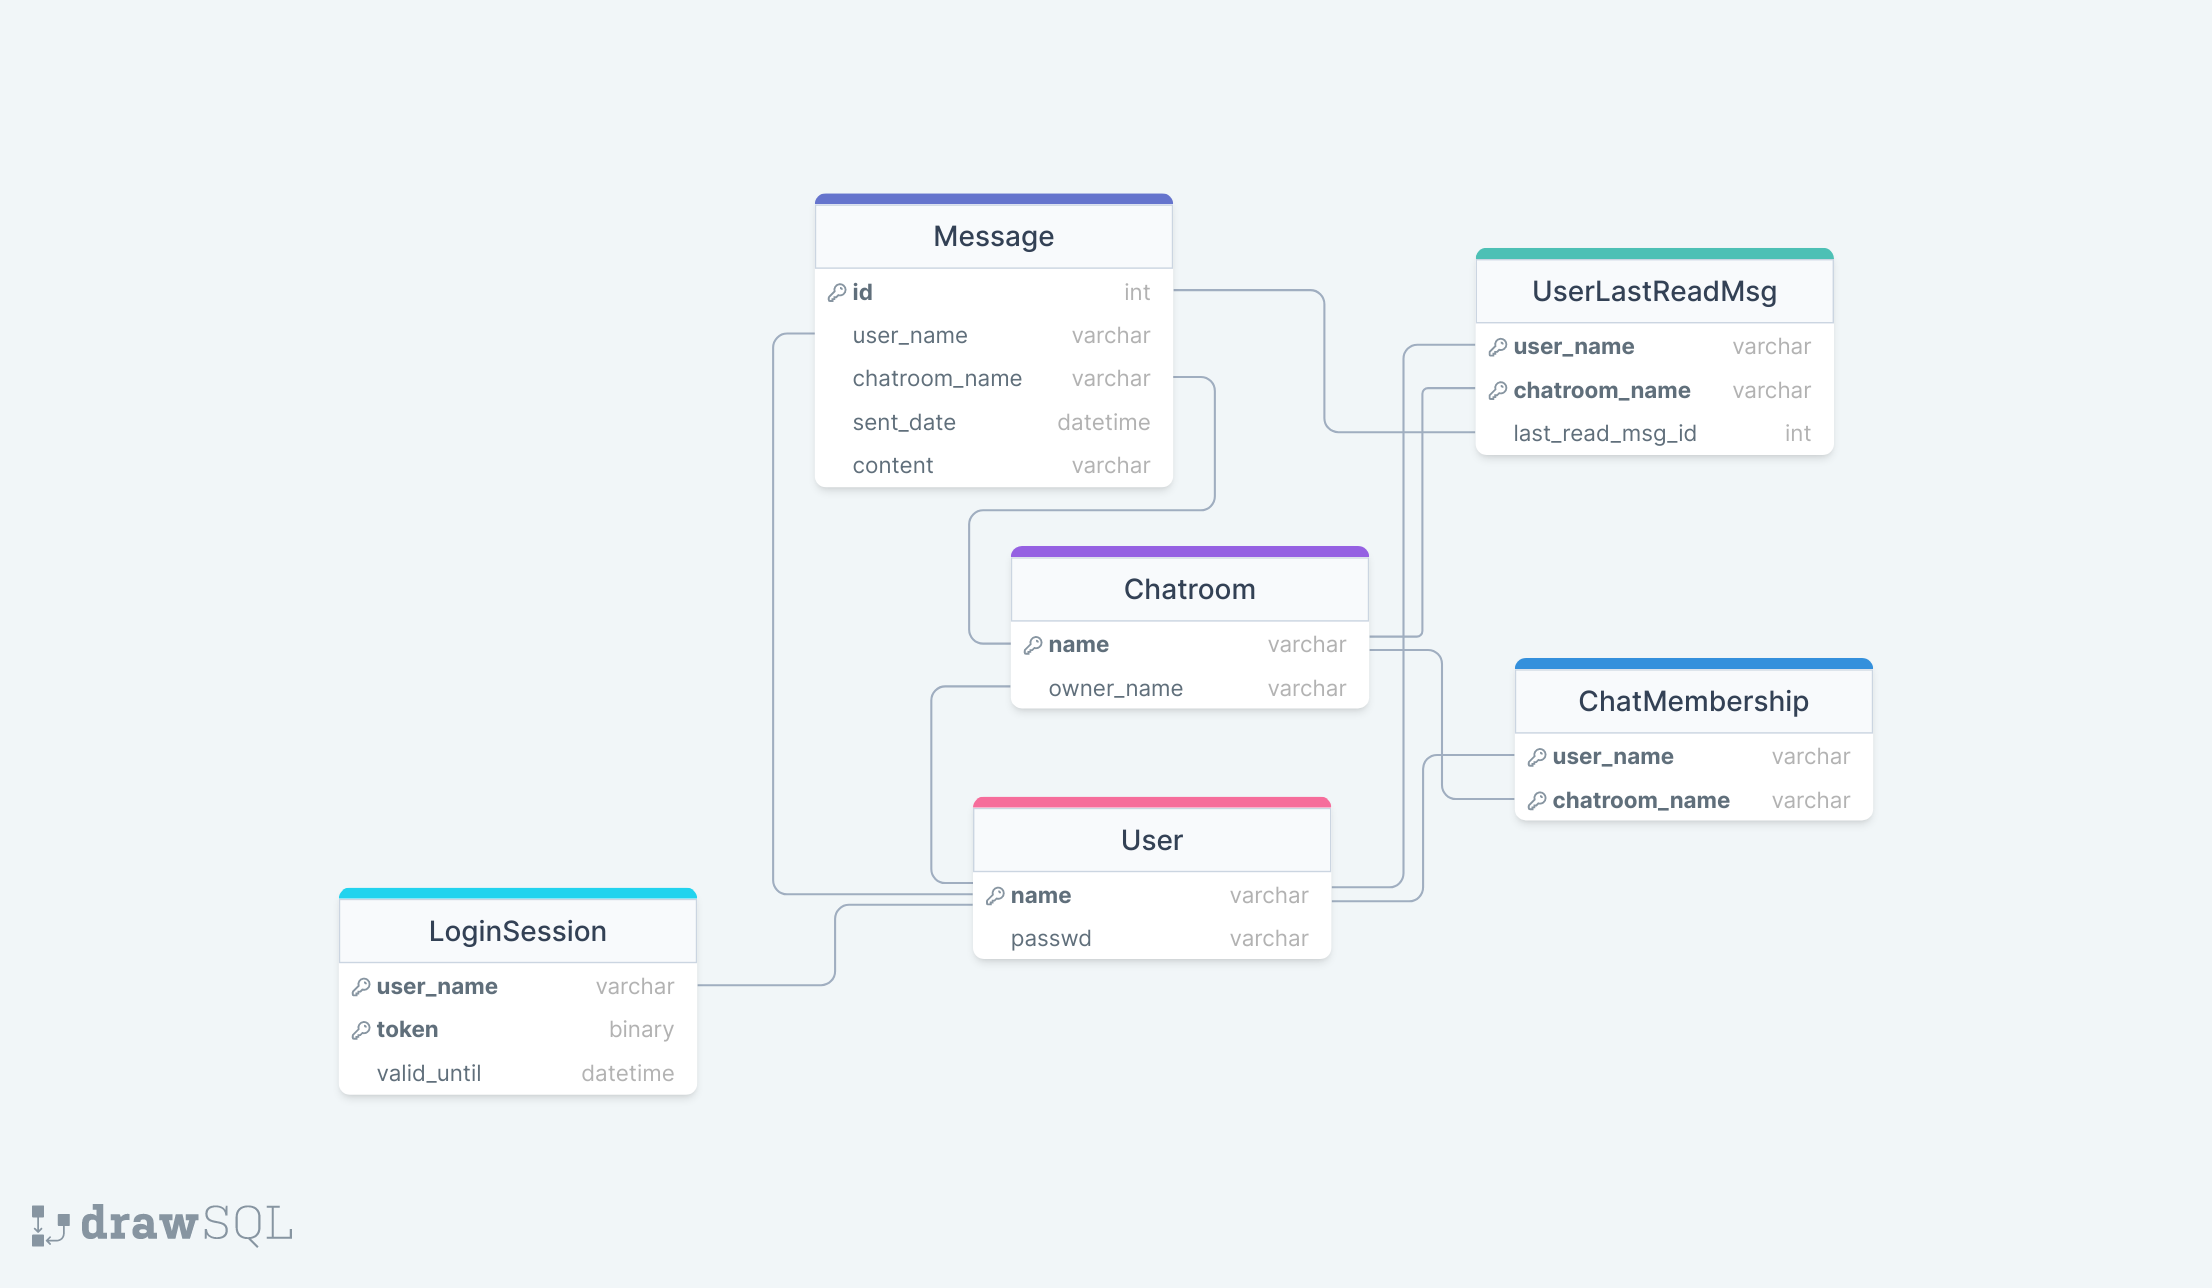 Message
id int
user_name varchar
chatroom_name varchar
sent_date datetime
content varchar
UserLastReadMsg
user_name varchar
chatroom_name varchar
last_read_msg_id int
Chatroom
name varchar
owner_name varchar
ChatMembership
user_name varchar
chatroom_name varchar
User
name varchar
passwd varchar
LoginSession
user_name varchar
token binary
valid_until datetime
drawSQL